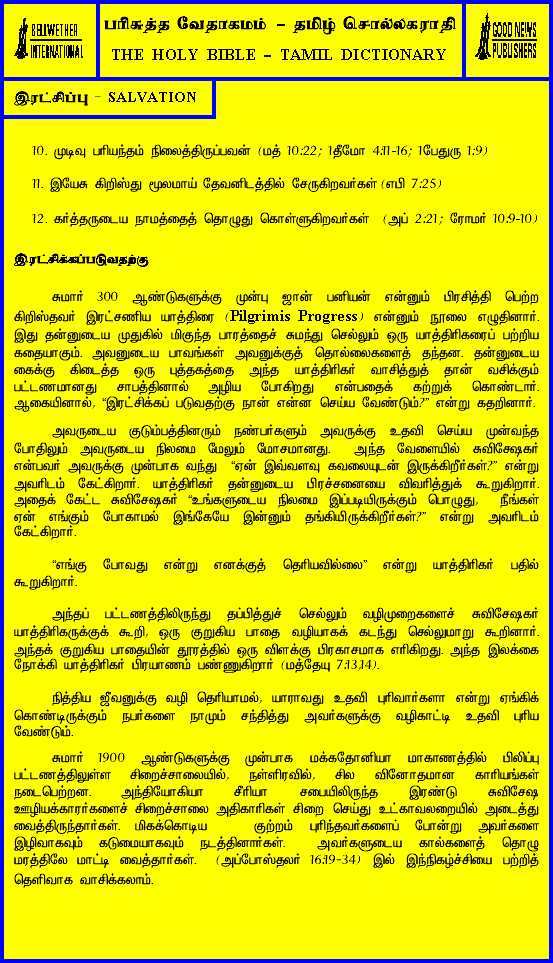 BELLWETHER
INTERNATIONAL
பரிசுத்த வேதாகமம் – தமிழ் சொல்லகராதி
THE HOLY BIBLE – TAMIL DICTIONARY
GOOD NEWS
PUBLISHERS
இரட்சிப்பு – SALVATION
10. முடிவு பரியந்தம் நிலைத்திருப்பவன் (மத் 10:22; 1தீமோ 4:11-16; 1பேதுரு 1:9)
11. இயேசு கிறிஸ்து மூலமாய் தேவனிடத்தில் சேருகிறவர்கள் (எபி 7:25)
12. கர்த்தருடைய நாமத்தைத் தொழுது கொள்ளுகிறவர்கள் (அப் 2:21; ரோமர் 10:9-10)
இரட்சிக்கப்படுவதற்கு
சுமார் 300 ஆண்டுகளுக்கு முன்பு ஜான் பனியன் என்னும் பிரசித்தி பெற்ற
கிறிஸ்தவர் இரட்சணிய யாத்திரை (Pilgrims Progress) என்னும் நூலை எழுதினார்.
இது தன்னுடைய முதுகில் மிகுந்த பாரத்தைச் சுமந்து செல்லும் ஒரு யாத்திரிகரைப் பற்றிய
கதையாகும். அவனுடைய பாவங்கள் அவனுக்குத் தொல்லைகளைத் தந்தன. தன்னுடைய
கைக்கு கிடைத்த ஒரு புத்தகத்தை அந்த யாத்திரிகர் வாசித்துத் தான் வசிக்கும்
பட்டணமானது சாபத்தினால் அழிய போகிறது என்பதைக் கற்றுக் கொண்டார்.
ஆகையினால், “இரட்சிக்கப் படுவதற்கு நான் என்ன செய்ய வேண்டும்?” என்று கதறினார்.
அவருடைய குடும்பத்தினரும் நண்பர்களும் அவருக்கு உதவி செய்ய முன்வந்த
போதிலும் அவருடைய நிலமை மேலும் மோசமானது. அந்த வேளையில் சுவிசேஷகர்
என்பவர் அவருக்கு முன்பாக வந்து “ஏன் இவ்வளவு கவலையுடன் இருக்கிறீர்கள்?” என்று
அவரிடம் கேட்கிறார். யாத்திரிகர் தன்னுடைய பிரச்சனையை விவரித்துக் கூறுகிறார்.
அதைக் கேட்ட சுவிசேஷகர் “உங்களுடைய நிலமை இப்படியிருக்கும் பொழுது, நீங்கள்
ஏன் எங்கும் போகாமல் இங்கேயே இன்னும் தங்கியிருக்கிறீர்கள்?” என்று அவரிடம்
கேட்கிறார்.
“எங்கு போவது என்று எனக்குத் தெரியவில்லை” என்று யாத்திரிகர் பதில்
கூறுகிறார்.
அந்தப் பட்டணத்திலிருந்து தப்பித்துச் செல்லும் வழிமுறைகளைச் சுவிசேஷகர்
யாத்திரிகருக்குக் கூறி, ஒரு குறுகிய பாதை வழியாகக் கடந்து செல்லுமாறு கூறினார்.
அந்தக் குறுகிய பாதையின் தூரத்தில் ஒரு விளக்கு பிரகாசமாக எரிகிறது. அந்த இலக்கை
நோக்கி யாத்திரிகர் பிரயாணம் பண்ணுகிறார் (மத்தேயு 7:13,14).
நித்திய ஜீவனுக்கு வழி தெரியாமல், யாராவது உதவி புரிவார்களா என்று ஏங்கிக்
கொண்டிருக்கும் நபர்களை நாமும் சந்தித்து அவர்களுக்கு வழிகாட்டி உதவி புரிய
வேண்டும்.
சுமார் 1900 ஆண்டுகளுக்கு முன்பாக மக்கதோனியா மாகாணத்தில் பிலிப்பு
பட்டணத்திலுள்ள சிறைச்சாலையில், நள்ளிரவில், சில வினோதமான காரியங்கள்
நடைபெற்றன. அந்தியோகியா சீரியா சபையிலிருந்த இரண்டு சுவிசேஷ
ஊழியக்காரர்களைச் சிறைச்சாலை அதிகாரிகள் சிறை செய்து உட்காவலறையில் அடைத்து
வைத்திருந்தார்கள். மிகக்கொடிய குற்றம் புரிந்தவர்களைப் போன்று அவர்களை
இழிவாகவும் கடுமையாகவும் நடத்தினார்கள். அவர்களுடைய கால்களைத் தொழு
மரத்திலே மாட்டி வைத்தார்கள். (அப்போஸ்தலர் 16:19-34) இல் இந்நிகழ்ச்சியை பற்றித்
தெளிவாக வாசிக்கலாம்.